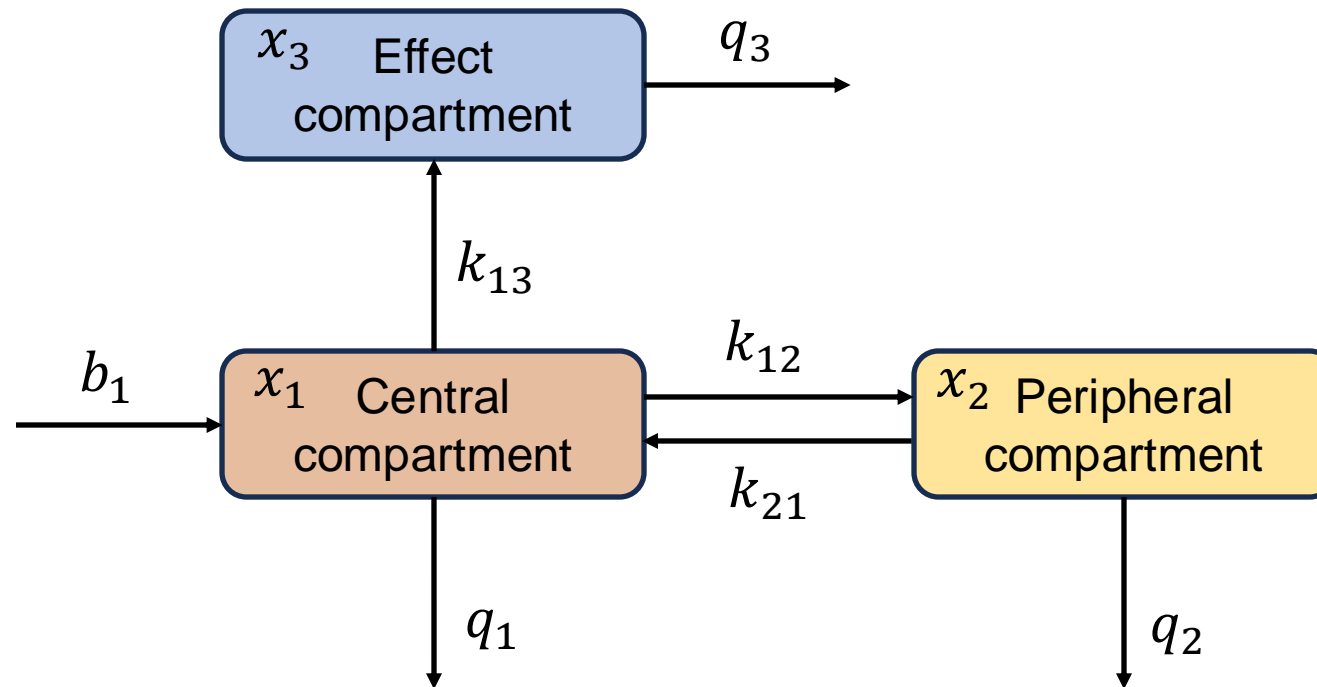 x₃ Effect
compartment
q₃
k₁₃
b₁
x₁ Central
compartment
k₁₂
k₂₁
x₂ Peripheral
compartment
q₁
q₂